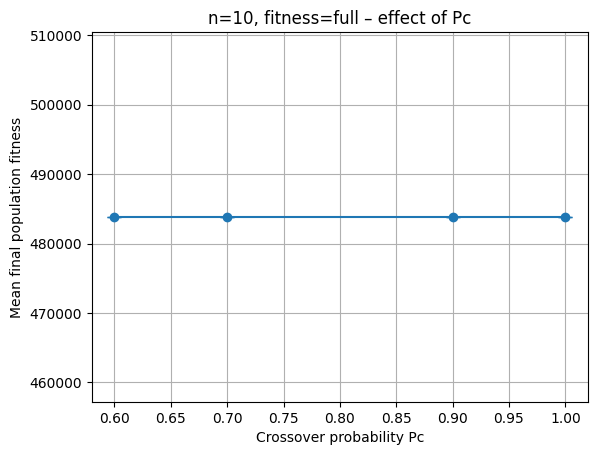 n=10, fitness=full – effect of Pc
Mean final population fitness
510000
500000
490000
480000
470000
460000
0.60 0.65 0.70 0.75 0.80 0.85 0.90 0.95 1.00
Crossover probability Pc